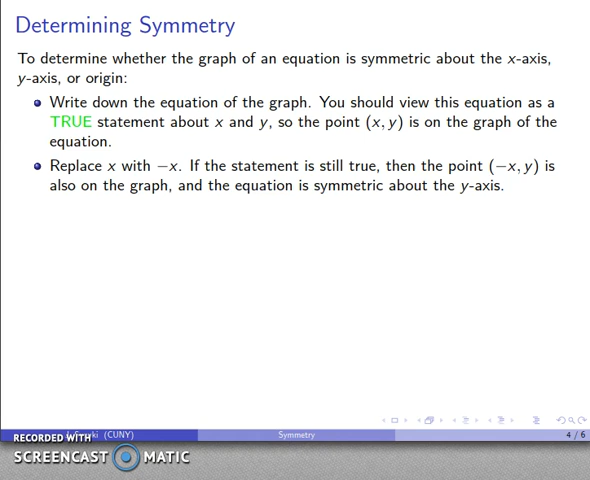 Determining Symmetry
To determine whether the graph of an equation is symmetric about the x-axis,
y-axis, or origin:
Write down the equation of the graph. You should view this equation as a
TRUE statement about x and y, so the point (x, y) is on the graph of the
equation.
Replace x with −x. If the statement is still true, then the point (−x, y) is
also on the graph, and the equation is symmetric about the y-axis.
(CUNY) Symmetry 4 / 6
RECORDED WITH
SCREENCAST MATIC